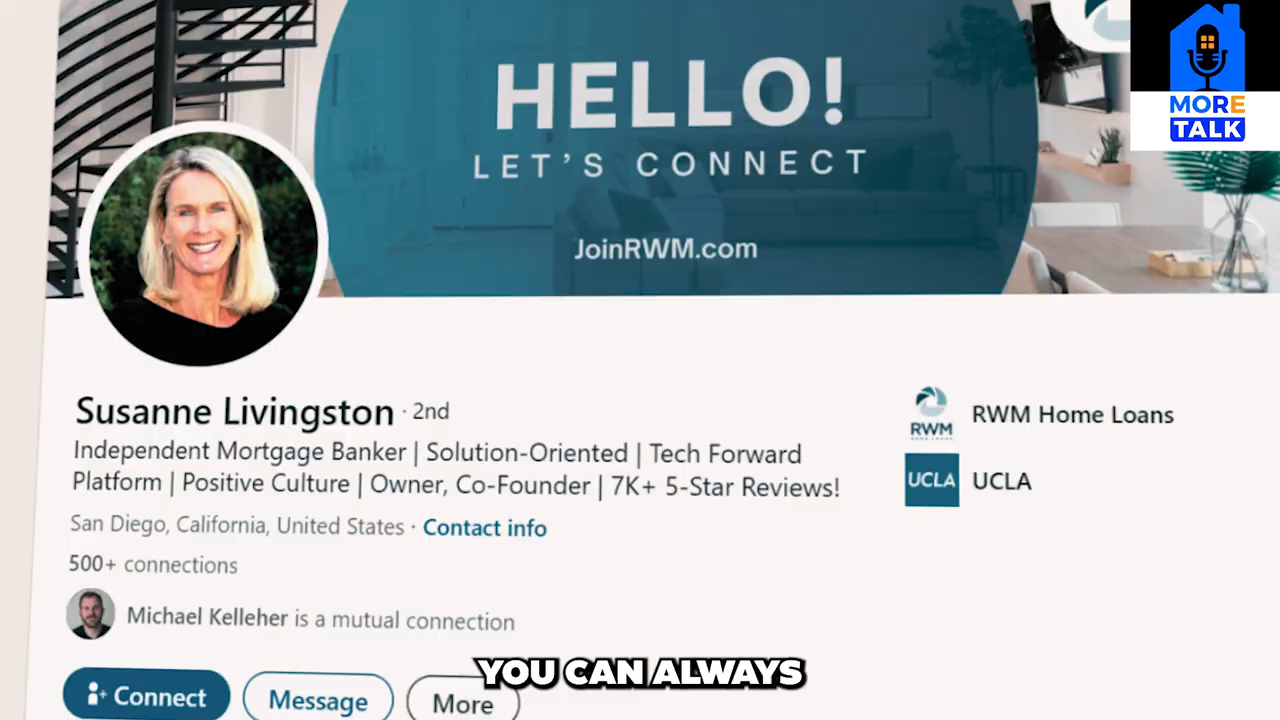 HELLO!
LET'S CONNECT
JoinRWM.com
MORE
TALK
Susanne Livingston · 2nd
Independent Mortgage Banker | Solution-Oriented | Tech Forward
Platform | Positive Culture | Owner, Co-Founder | 7K+ 5-Star Reviews!
San Diego, California, United States · Contact info
500+ connections
Michael Kelleher is a mutual connection
RWM
RWM Home Loans
UCLA
UCLA
Connect
Message
More
YOU CAN ALWAYS